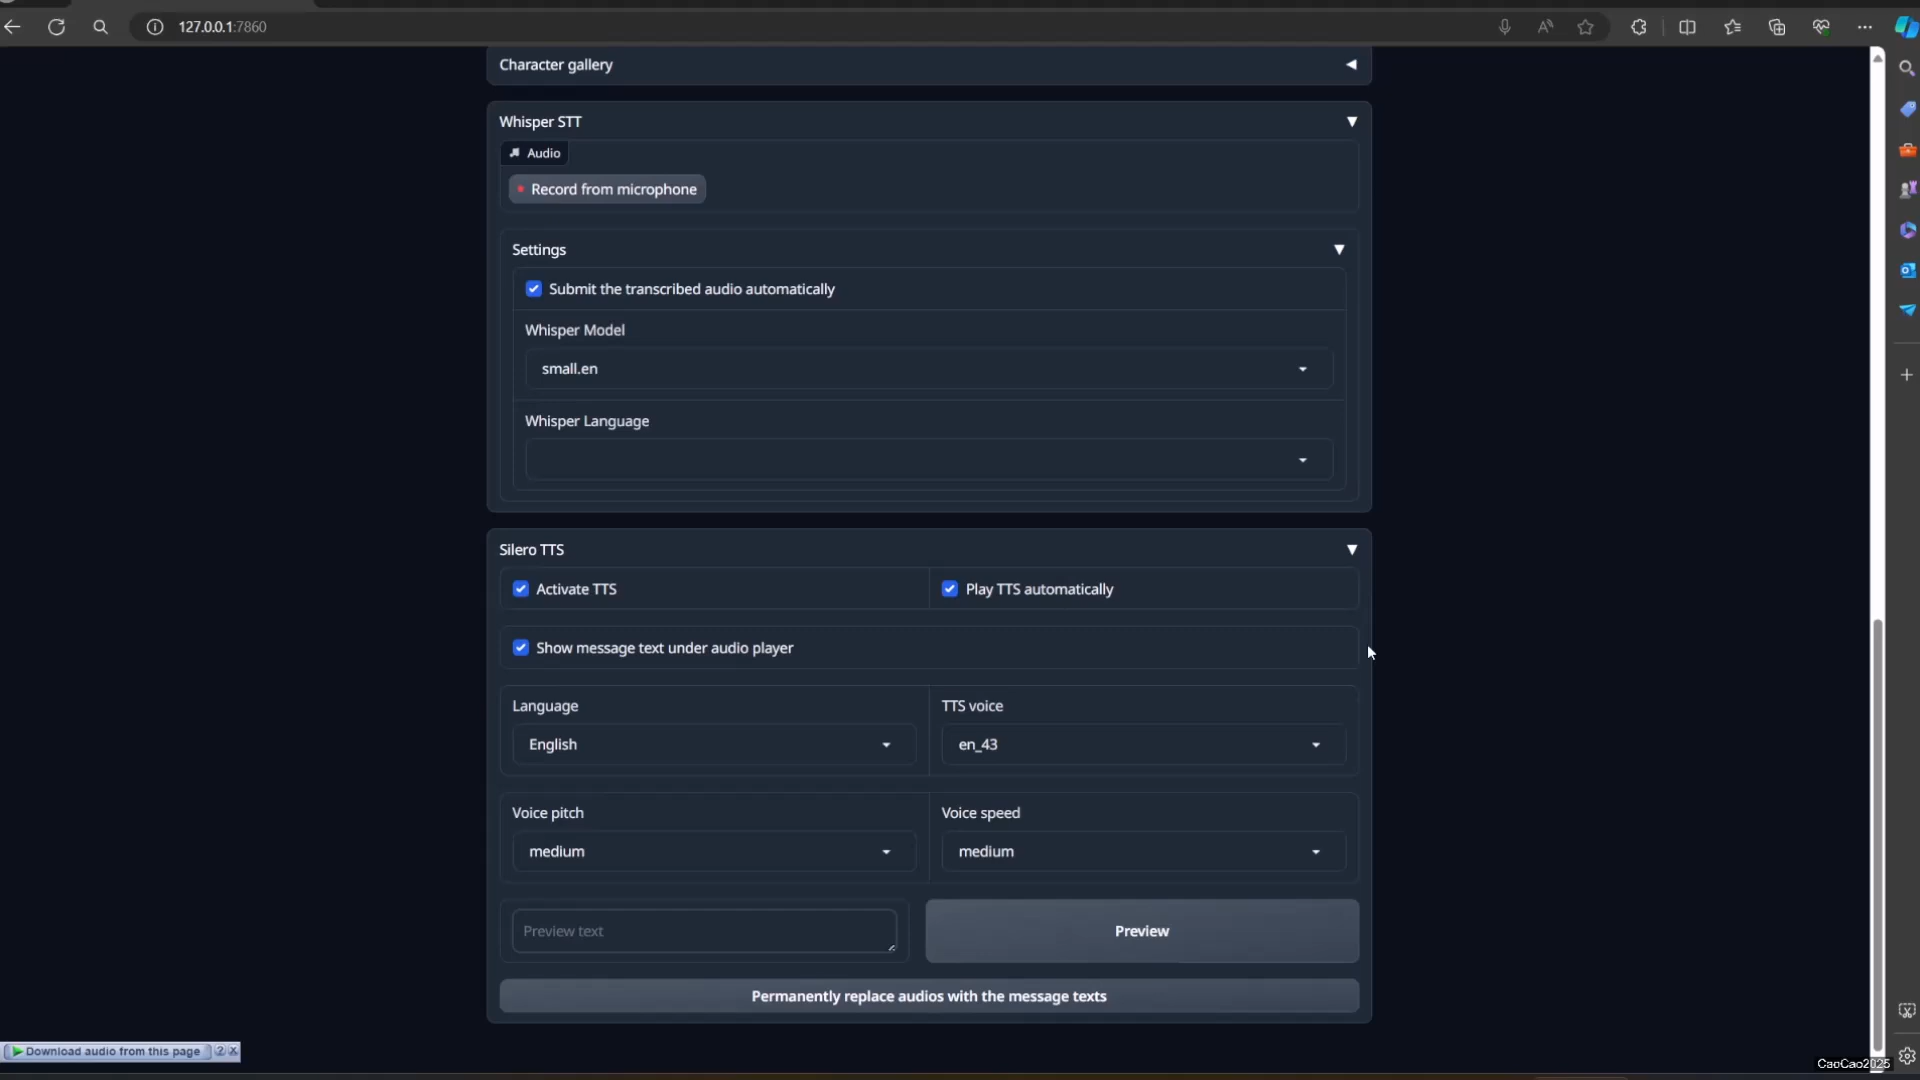 127.0.0.1:7860
Character gallery
Whisper STT
Audio
Record from microphone
Settings
Submit the transcribed audio automatically
Whisper Model
small.en
Whisper Language
Silero TTS
Activate TTS
Play TTS automatically
Show message text under audio player
Language
TTS voice
English
en_43
Voice pitch
Voice speed
medium
medium
Preview text
Preview
Permanently replace audios with the message texts
Download audio from this page
CaoCao2025